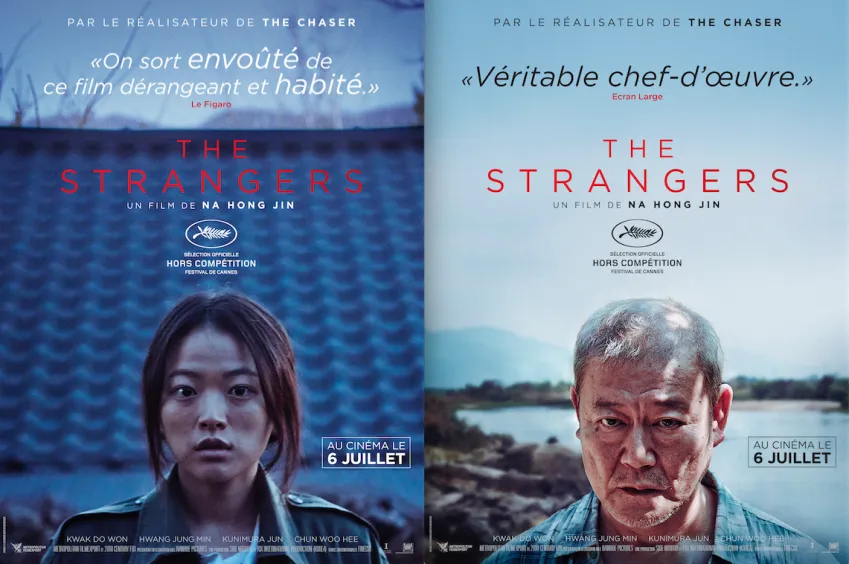 PAR LE RÉALISATEUR DE THE CHASER
«On sort envoûté de
ce film dérangeant et habité.»
Le Figaro
THE
STRANGERS
UN FILM DE NA HONG JIN
SÉLECTION OFFICIELLE
HORS COMPÉTITION
FESTIVAL DE CANNES
AU CINÉMA LE
6 JUILLET
KWAK DO WON HWANG JUNG MIN KUNIMURA JUN CHUN WOO HEE
PAR LE RÉALISATEUR DE THE CHASER
«Véritable chef-d’œuvre.»
Ecran Large
THE
STRANGERS
UN FILM DE NA HONG JIN
SÉLECTION OFFICIELLE
HORS COMPÉTITION
FESTIVAL DE CANNES
AU CINÉMA LE
6 JUILLET
KWAK DO WON HWANG JUNG MIN KUNIMURA JUN CHUN WOO HEE